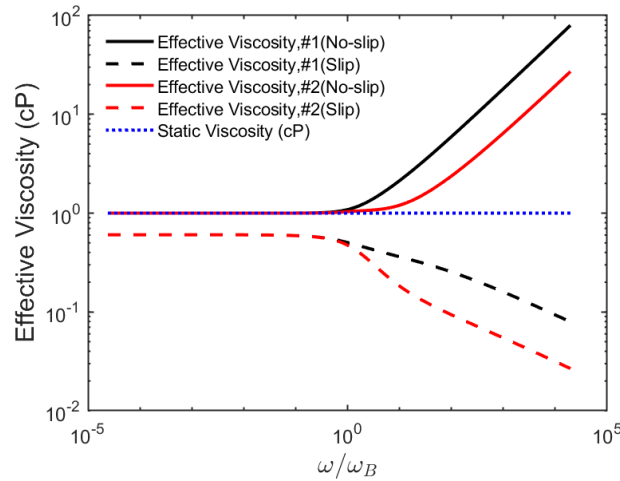 10^2
10^1
10^0
10^-1
10^-2
Effective Viscosity (cP)
Effective Viscosity,#1(No-slip)
Effective Viscosity,#1(Slip)
Effective Viscosity,#2(No-slip)
Effective Viscosity,#2(Slip)
Static Viscosity (cP)
10^-5
10^0
10^5
ω/ω_B